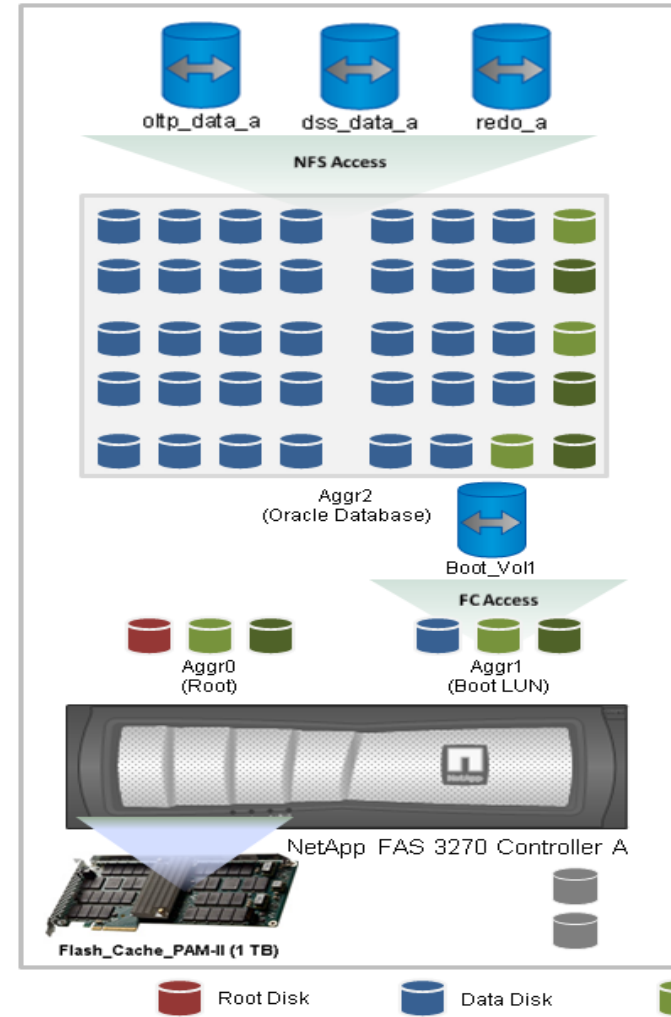 oltp_data_a
dss_data_a
redo_a
NFS Access
Aggr2
(Oracle Database)
Boot_Vol1
FC Access
Aggr0
(Root)
Aggr1
(Boot LUN)
NetApp
NetApp FAS 3270 Controller A
Flash_Cache_PAM-II (1 TB)
Root Disk
Data Disk